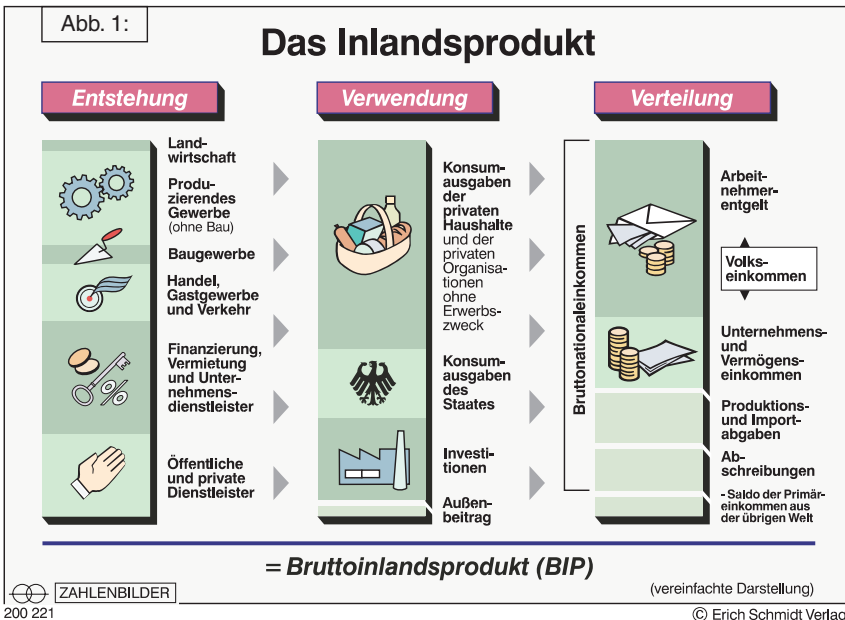 Abb. 1:
Das Inlandsprodukt
Entstehung
Land-
wirtschaft
Produ-
zierendes
Gewerbe
(ohne Bau)
Baugewerbe
Handel,
Gastgewerbe
und Verkehr
Finanzierung,
Vermietung
und Unter-
nehmens-
dienstleister
Öffentliche
und private
Dienstleister
Verwendung
Konsum-
ausgaben
der
privaten
Haushalte
und der
privaten
Organisa-
tionen
ohne
Erwerbs-
zweck
Konsum-
ausgaben
des
Staates
Investi-
tionen
Außen-
beitrag
Verteilung
Bruttonationaleinkommen
Arbeit-
nehmer-
entgelt
Volks-
einkommen
Unternehmens-
und
Vermögens-
einkommen
Produktions-
und Import-
abgaben
Ab-
schreibungen
- Saldo der Primär-
einkommen aus
der übrigen Welt
= Bruttoinlandsprodukt (BIP)
ZAHLENBILDER
(vereinfachte Darstellung)
200 221
© Erich Schmidt Verlag